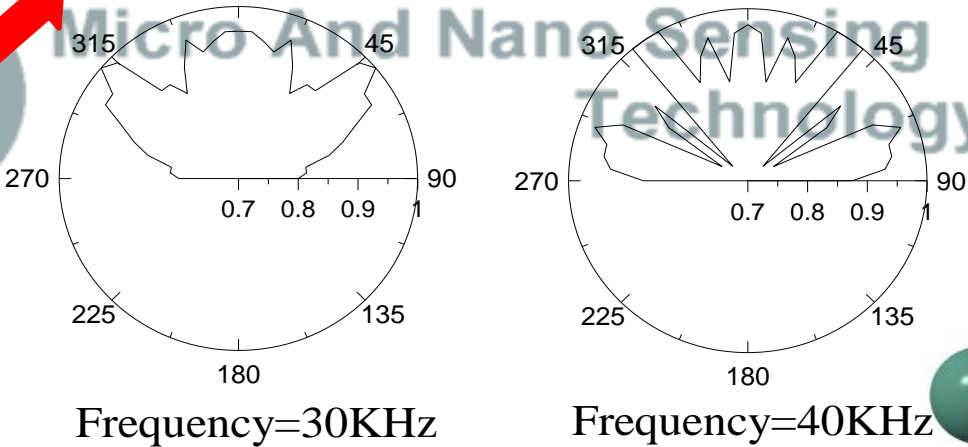 Micro And Nano Sensing
Technology
315 45
270 90
0.7 0.8 0.9 1
225 135
180
Frequency=30KHz
315 45
270 90
0.7 0.8 0.9 1
225 135
180
Frequency=40KHz